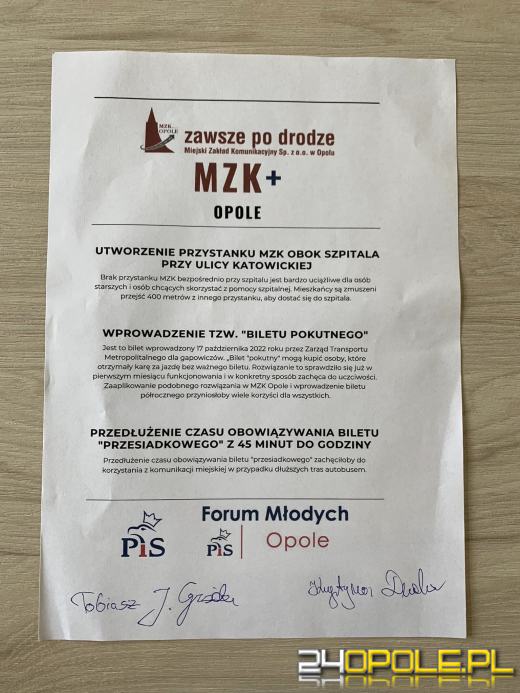 MZK
OPOLE
zawsze po drodze
Miejski Zakład Komunikacyjny Sp. z o.o. w Opolu
MZK+
OPOLE
UTWORZENIE PRZYSTANKU MZK OBOK SZPITALA
PRZY ULICY KATOWICKIEJ
Brak przystanku MZK bezpośrednio przy szpitalu jest bardzo uciążliwe dla osób
starszych i osób chcących skorzystać z pomocy szpitalnej. Mieszkańcy są zmuszeni
przejść 400 metrów z innego przystanku, aby dostać się do szpitala.
WPROWADZENIE TZW. "BILETU POKUTNEGO"
Jest to bilet wprowadzony 17 października 2022 roku przez Zarząd Transportu
Metropolitalnego dla gapowiczów. „Bilet "pokutny" mogą kupić osoby, które
otrzymały karę za jazdę bez ważnego biletu. Rozwiązanie to sprawdziło się już w
pierwszym miesiącu funkcjonowania i w konkretny sposób zachęca do uczciwości.
Zaaplikowanie podobnego rozwiązania w MZK Opole i wprowadzenie biletu
półrocznego przyniosłoby wiele korzyści dla wszystkich.
PRZEDŁUŻENIE CZASU OBOWIĄZYWANIA BILETU
"PRZESIADKOWEGO" Z 45 MINUT DO GODZINY
Przedłużenie czasu obowiązywania biletu "przesiadkowego" zachęciłoby do
korzystania z komunikacji miejskiej w przypadku dłuższych tras autobusem.
PiS
Forum Młodych
PiS Opole
Tobiasz J.
24OPOLE.PL